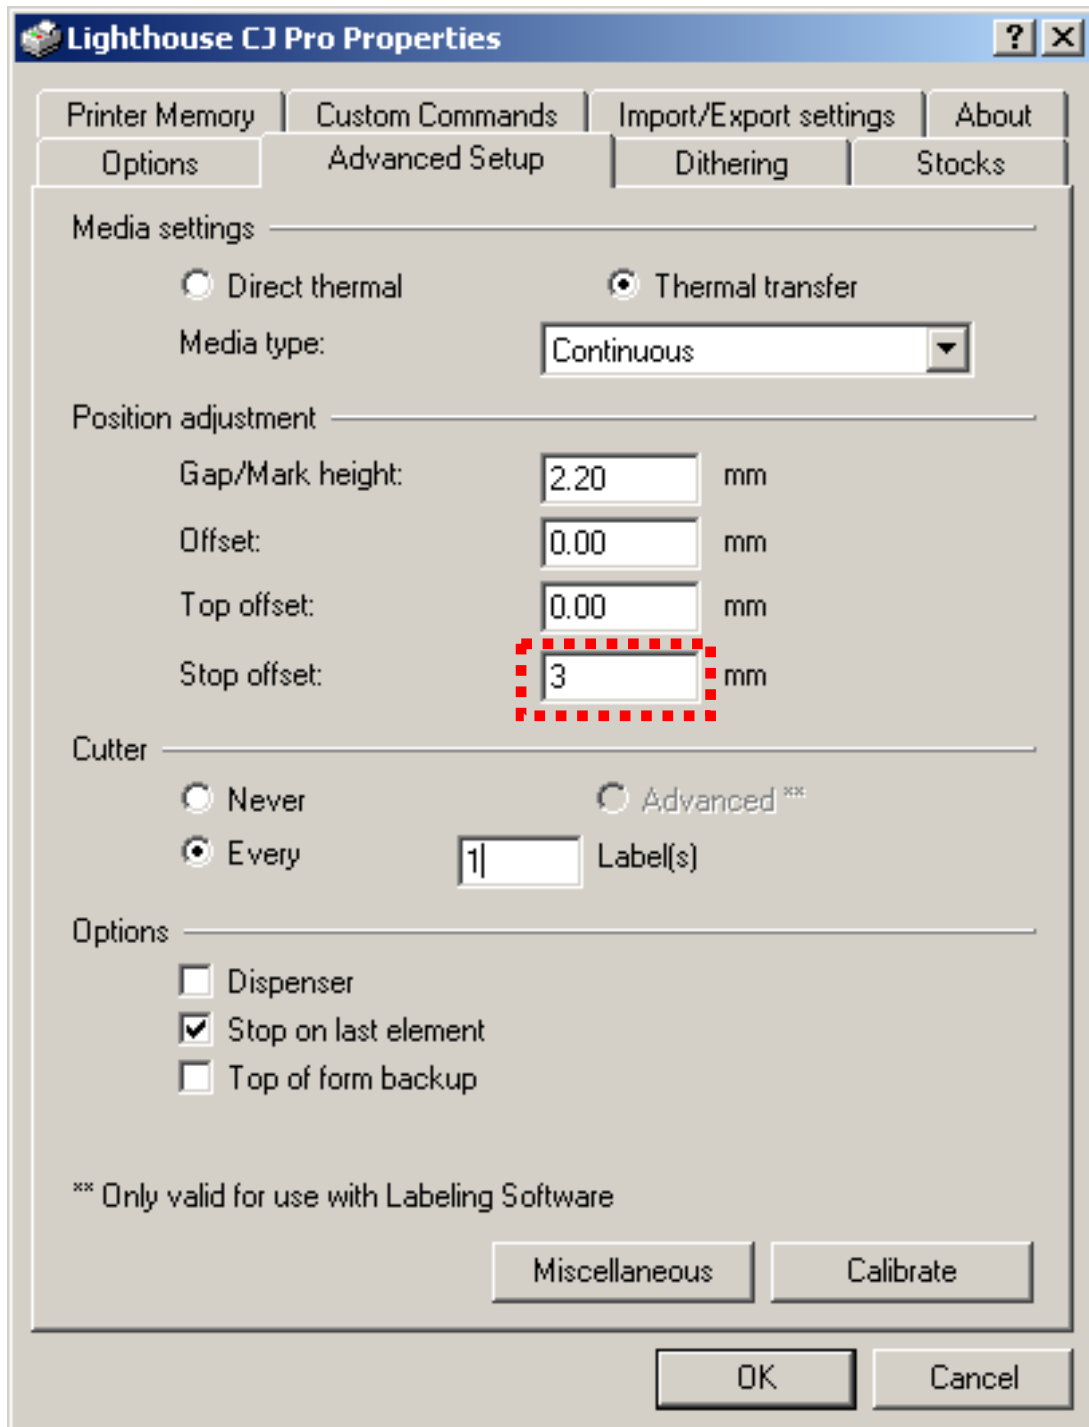 Lighthouse CJ Pro Properties
Printer Memory Custom Commands Import/Export settings About
Options Advanced Setup Dithering Stocks
Media settings
Direct thermal Thermal transfer
Media type: Continuous
Position adjustment
Gap/Mark height: 2.20 mm
Offset: 0.00 mm
Top offset: 0.00 mm
Stop offset: 3 mm
Cutter
Never Advanced **
Every 1 Label(s)
Options
Dispenser
Stop on last element
Top of form backup
** Only valid for use with Labeling Software
Miscellaneous Calibrate
OK Cancel